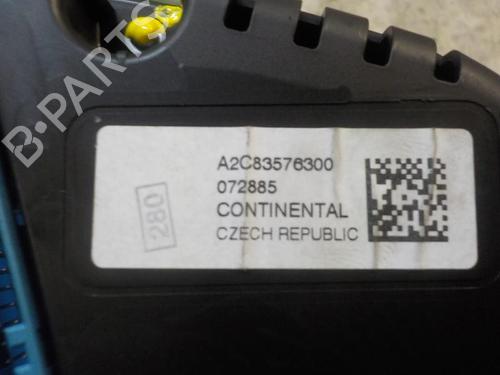 B-PARTS
A2C83576300
072885
CONTINENTAL
CZECH REPUBLIC
280